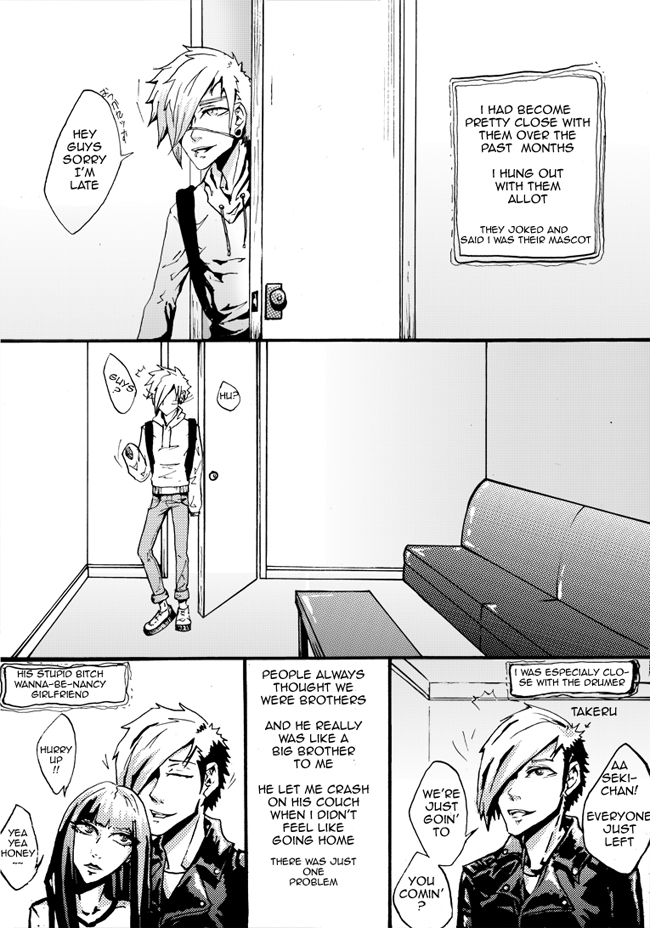 I HAD BECOME
PRETTY CLOSE WITH
THEM OVER THE
PAST MONTHS
I HUNG OUT
WITH THEM
ALLOT
THEY JOKED AND
SAID I WAS THEIR MASCOT
HEY
GUYS
SORRY
I'M
LATE
HU?
GUYS
?
I WAS ESPECIALY CLO-
SE WITH THE DRUMER
TAKERU
AA
SEKI-
CHAN!
EVERYONE
JUST
LEFT
WE'RE
JUST
GOIN'
TO
YOU
COMIN'
?
PEOPLE ALWAYS
THOUGHT WE
WERE BROTHERS
AND HE REALLY
WAS LIKE A
BIG BROTHER
TO ME
HE LET ME CRASH
ON HIS COUCH
WHEN I DIDN'T
FEEL LIKE
GOING HOME
THERE WAS JUST
ONE
PROBLEM
HIS STUPID BITCH
WANNA-BE-NANCY
GIRLFRIEND
HURRY
UP
!!
YEA
YEA
HONEY
~~